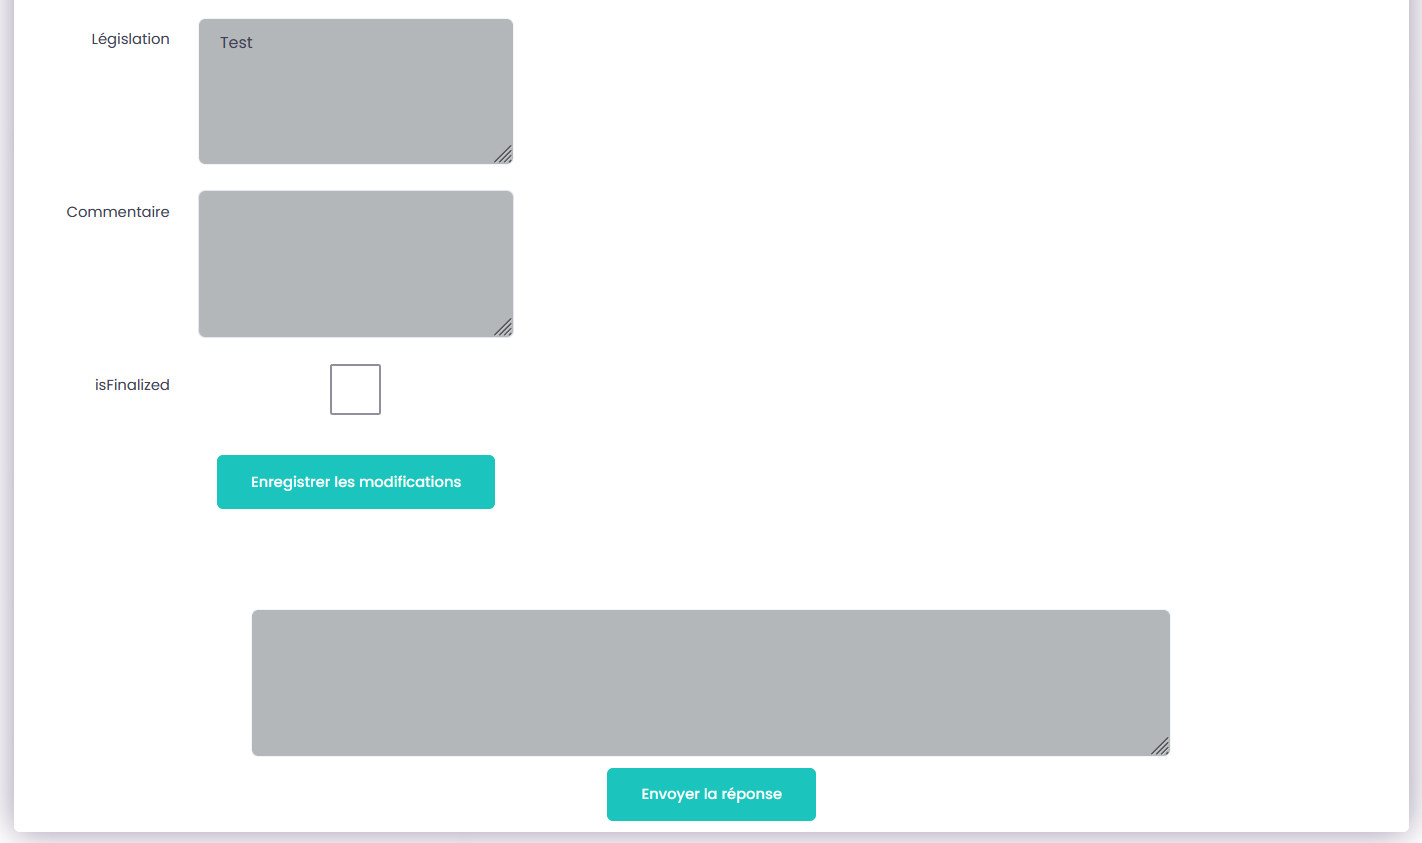 Législation
Test
Commentaire
isFinalized
Enregistrer les modifications
Envoyer la réponse